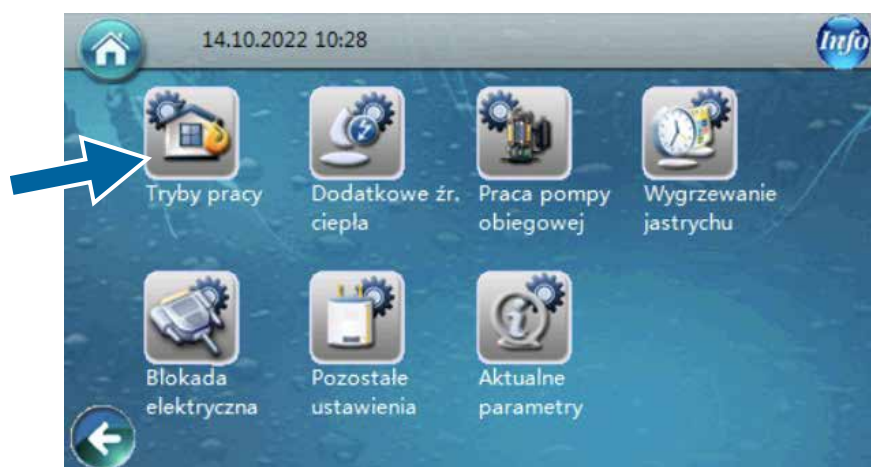 14.10.2022 10:28
Info
Tryby pracy
Dodatkowe źr.
ciepła
Praca pompy
obiegowej
Wygrzewanie
jastrychu
Blokada
elektryczna
Pozostałe
ustawienia
Aktualne
parametry